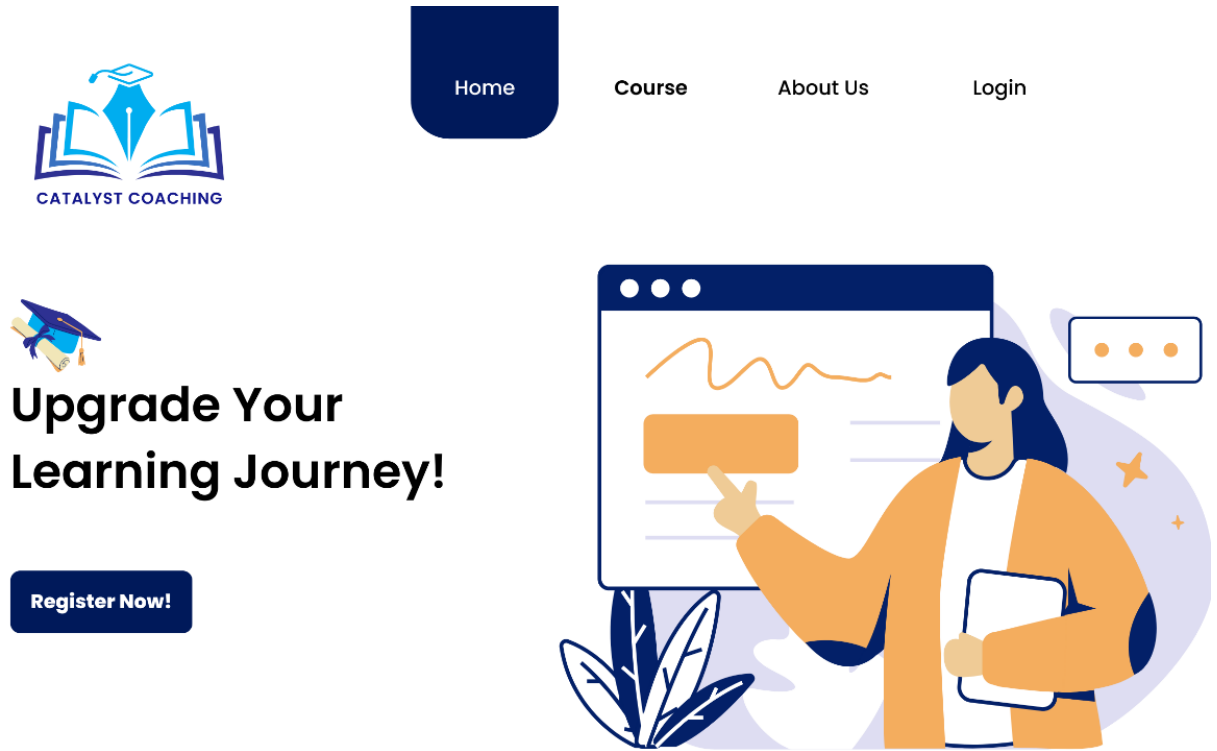 Home Course About Us Login
CATALYST COACHING
Upgrade Your
Learning Journey!
Register Now!